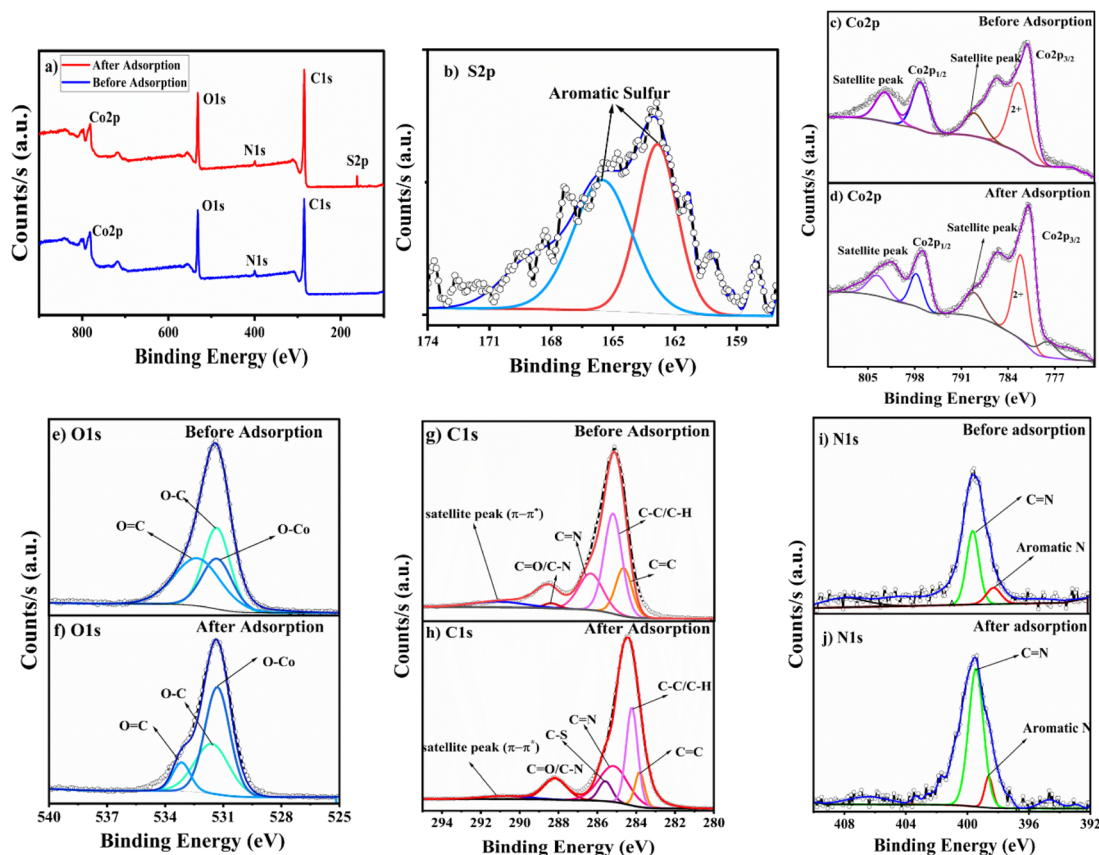 a)
After Adsorption
Before Adsorption
Co2p
O1s
N1s
C1s
S2p
Co2p
O1s
N1s
C1s
Counts/s (a.u.)
800 600 400 200
Binding Energy (eV)
b) S2p
Aromatic Sulfur
Counts/s (a.u.)
174 171 168 165 162 159
Binding Energy (eV)
c) Co2p
Before Adsorption
Satellite peak
Co2p1/2
Satellite peak
Co2p3/2
2+
d) Co2p
After Adsorption
Satellite peak
Co2p1/2
Satellite peak
Co2p3/2
2+
Counts/s (a.u.)
805 798 791 784 777
Binding Energy (eV)
e) O1s
Before Adsorption
O-C
O=C
O-Co
f) O1s
After Adsorption
O-Co
O-C
O=C
Counts/s (a.u.)
540 537 534 531 528 525
Binding Energy (eV)
g) C1s
Before Adsorption
satellite peak (π−π*)
C=N
C=O/C-N
C-C/C-H
C=C
h) C1s
After Adsorption
satellite peak (π−π*)
C=N
C-S
C=O/C-N
C-C/C-H
C=C
Counts/s (a.u.)
294 292 290 288 286 284 282 280
Binding Energy (eV)
i) N1s
Before adsorption
C=N
Aromatic N
j) N1s
After adsorption
C=N
Aromatic N
Counts/s (a.u.)
408 404 400 396 392
Binding Energy (eV)